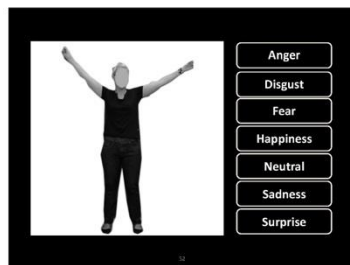 Anger
Disgust
Fear
Happiness
Neutral
Sadness
Surprise